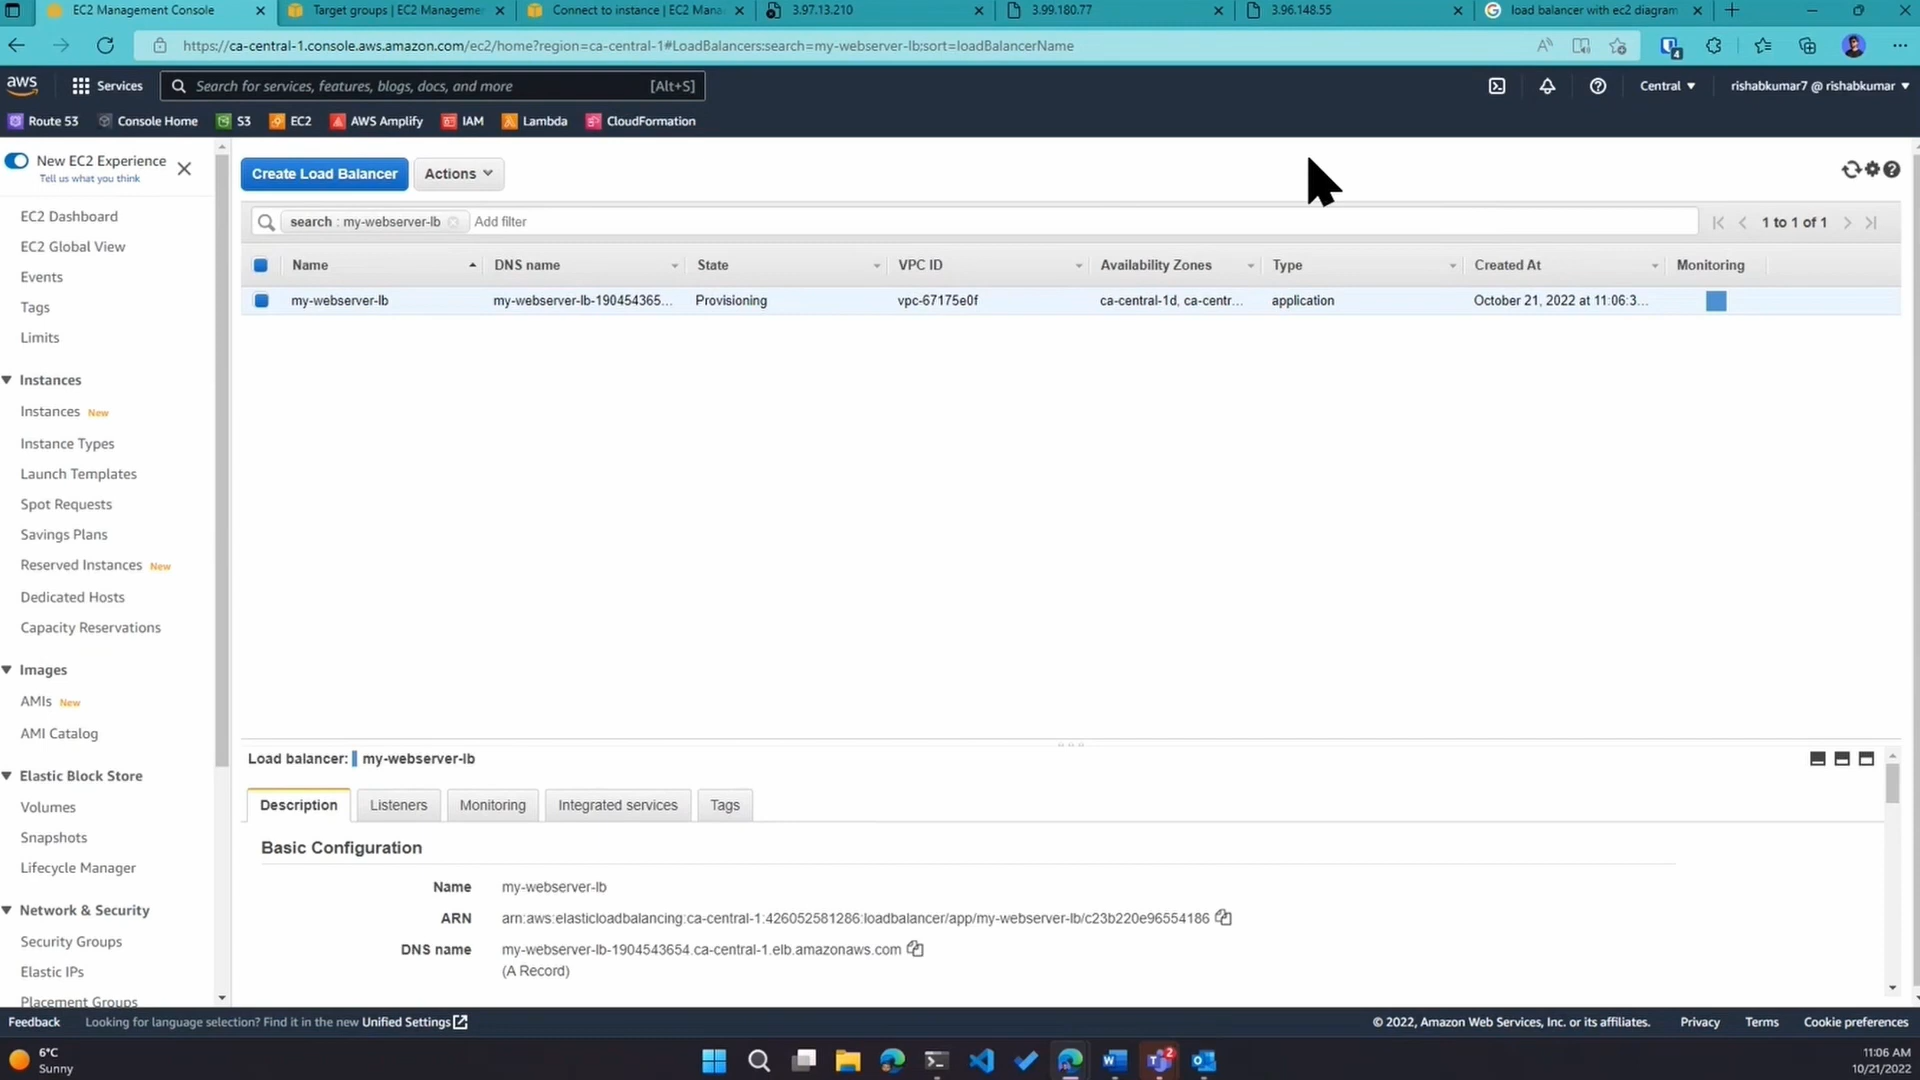 EC2 Management Console
Target groups | EC2 Manageme
Connect to instance | EC2 Mana
3.97.13.210
3.99.180.77
3.96.148.55
load balancer with ec2 diagram
https://ca-central-1.console.aws.amazon.com/ec2/home?region=ca-central-1#LoadBalancers:search=my-webserver-lb;sort=loadBalancerName
4
aws
Services
Search for services, features, blogs, docs, and more
[Alt+S]
Central
rishabkumar7 @ rishabkumar
Route 53
Console Home
S3
EC2
AWS Amplify
IAM
Lambda
CloudFormation
New EC2 Experience
Tell us what you think
EC2 Dashboard
EC2 Global View
Events
Tags
Limits
Instances
Instances New
Instance Types
Launch Templates
Spot Requests
Savings Plans
Reserved Instances New
Dedicated Hosts
Capacity Reservations
Images
AMIs New
AMI Catalog
Elastic Block Store
Volumes
Snapshots
Lifecycle Manager
Network & Security
Security Groups
Elastic IPs
Placement Groups
Create Load Balancer
Actions
search : my-webserver-lb
Add filter
1 to 1 of 1
Name
DNS name
State
VPC ID
Availability Zones
Type
Created At
Monitoring
my-webserver-lb
my-webserver-lb-190454365...
Provisioning
vpc-67175e0f
ca-central-1d, ca-centr...
application
October 21, 2022 at 11:06:3...
Load balancer: my-webserver-lb
Description
Listeners
Monitoring
Integrated services
Tags
Basic Configuration
Name my-webserver-lb
ARN arn:aws:elasticloadbalancing:ca-central-1:426052581286:loadbalancer/app/my-webserver-lb/c23b220e96554186
DNS name my-webserver-lb-1904543654.ca-central-1.elb.amazonaws.com
(A Record)
Feedback
Looking for language selection? Find it in the new Unified Settings
© 2022, Amazon Web Services, Inc. or its affiliates.
Privacy
Terms
Cookie preferences
6°C
Sunny
2
11:06 AM
10/21/2022